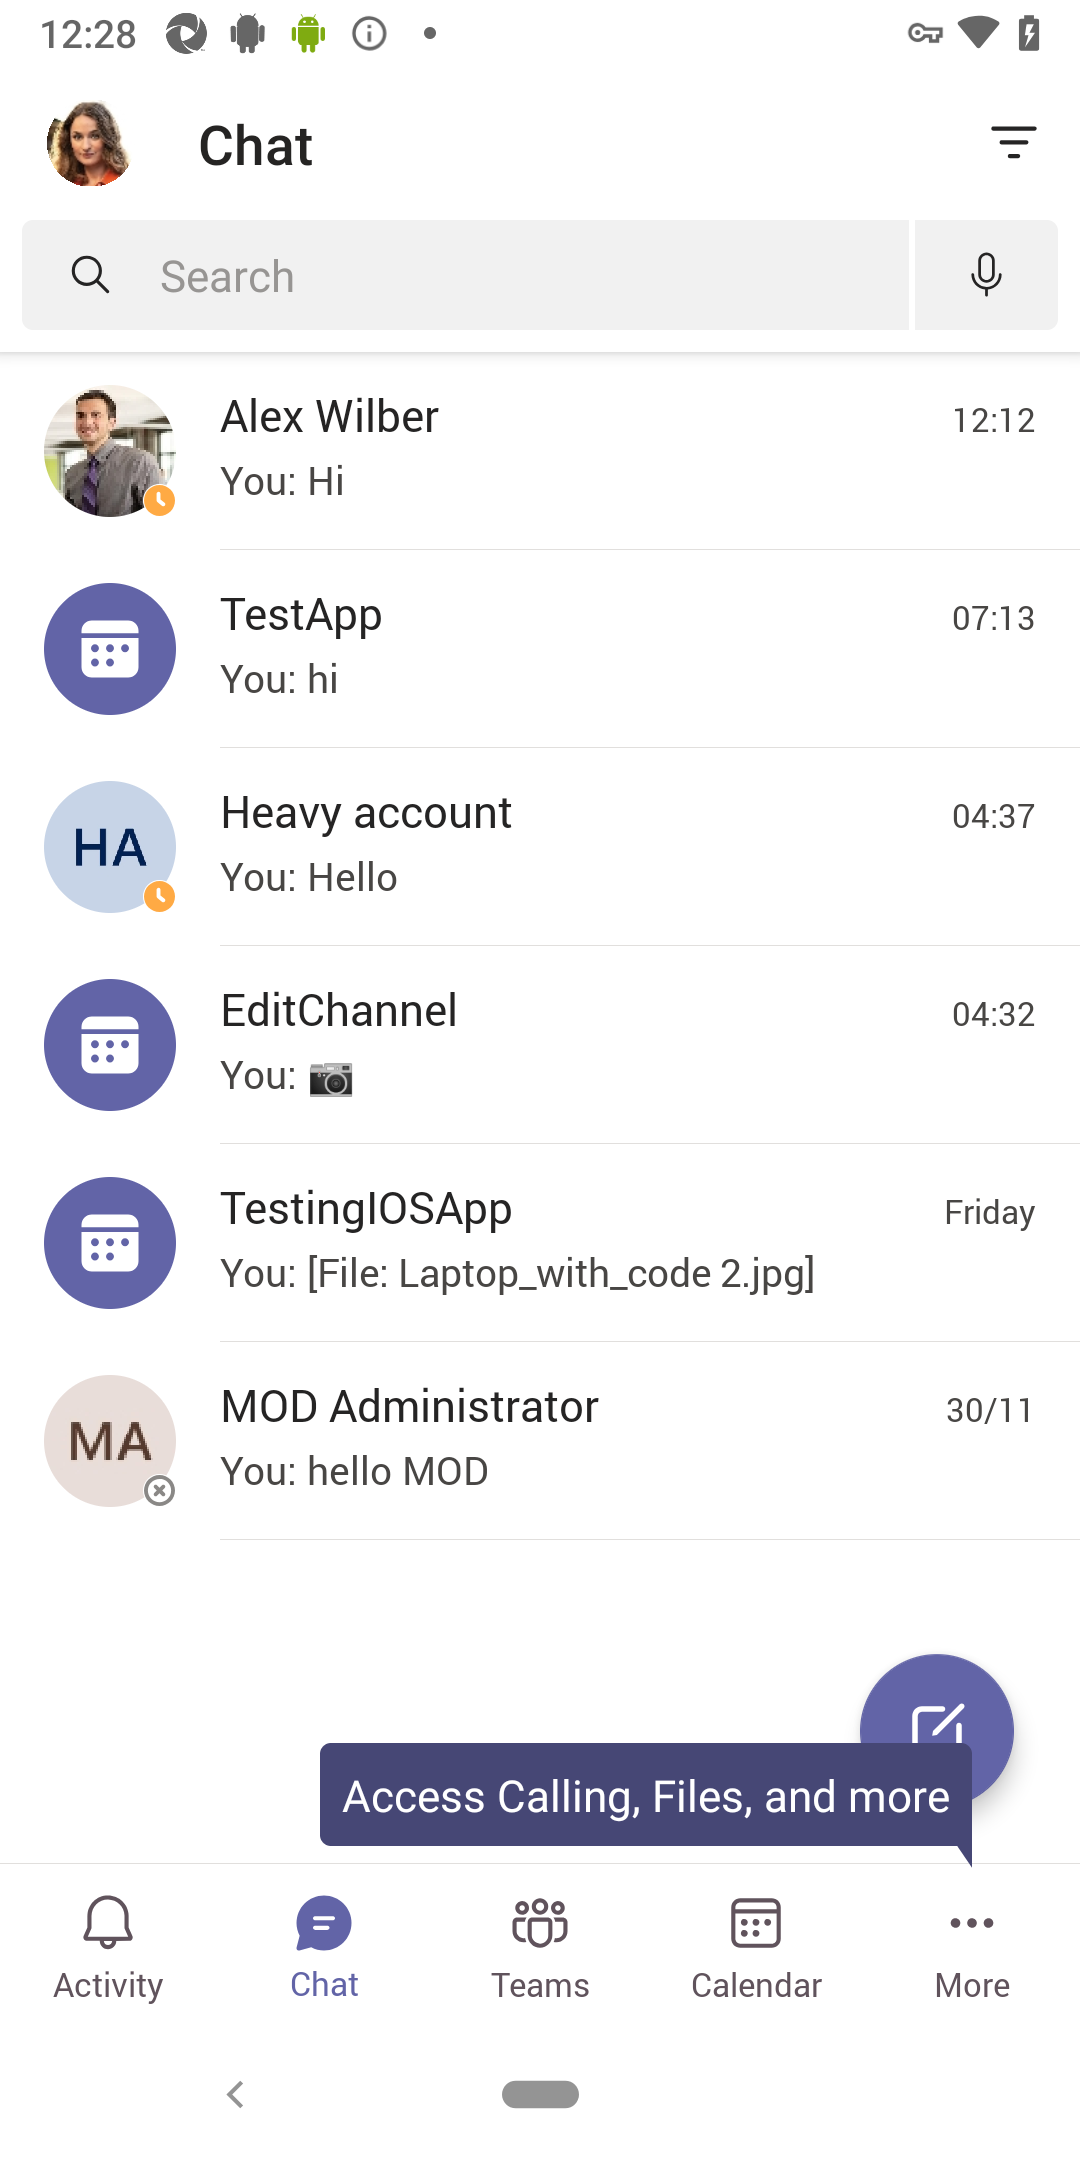 12:28
Chat
Search
Alex Wilber 12:12
You: Hi
TestApp 07:13
You: hi
HA Heavy account 04:37
You: Hello
EditChannel 04:32
You: 📷
TestingIOSApp Friday
You: [File: Laptop_with_code 2.jpg]
MA MOD Administrator 30/11
You: hello MOD
Access Calling, Files, and more
Activity Chat Teams Calendar More